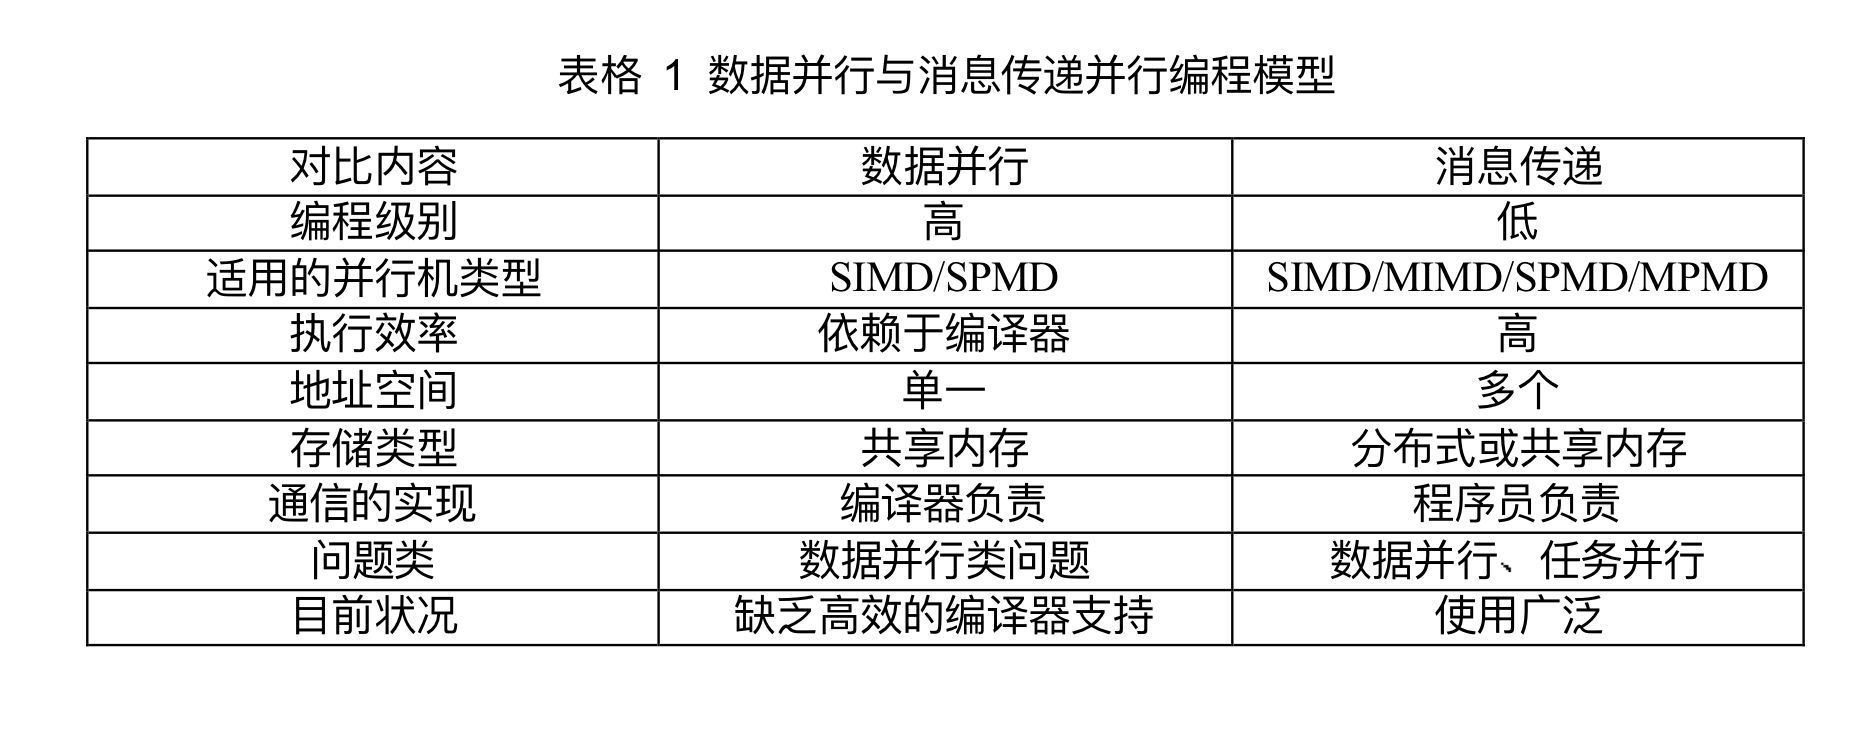 表格 1 数据并行与消息传递并行编程模型
对比内容 数据并行 消息传递
编程级别 高 低
适用的并行机类型 SIMD/SPMD SIMD/MIMD/SPMD/MPMD
执行效率 依赖于编译器 高
地址空间 单一 多个
存储类型 共享内存 分布式或共享内存
通信的实现 编译器负责 程序员负责
问题类 数据并行类问题 数据并行、任务并行
目前状况 缺乏高效的编译器支持 使用广泛